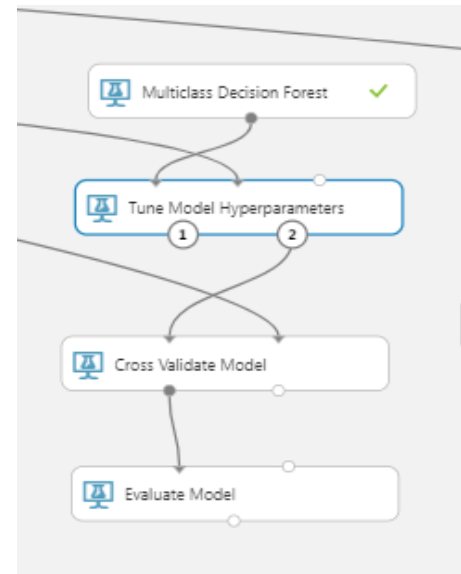 Multiclass Decision Forest
Tune Model Hyperparameters
1
2
Cross Validate Model
Evaluate Model